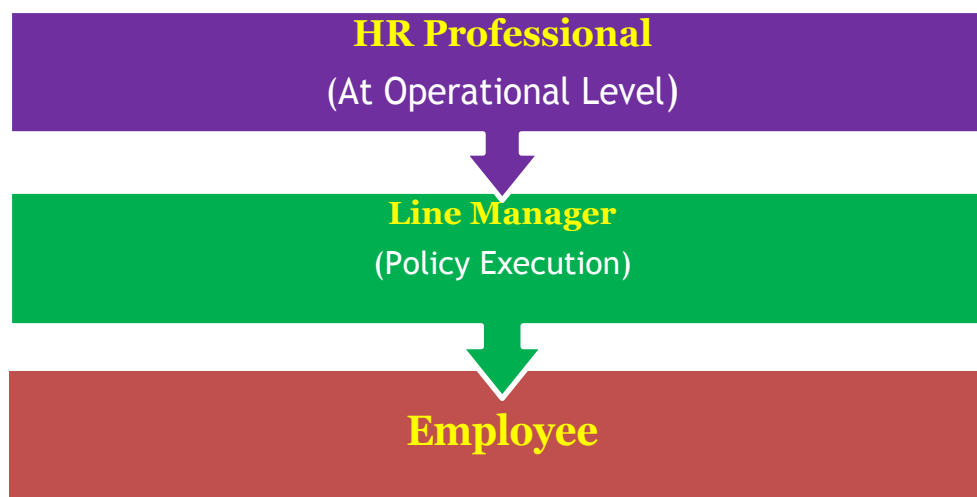 HR Professional
(At Operational Level)
Line Manager
(Policy Execution)
Employee